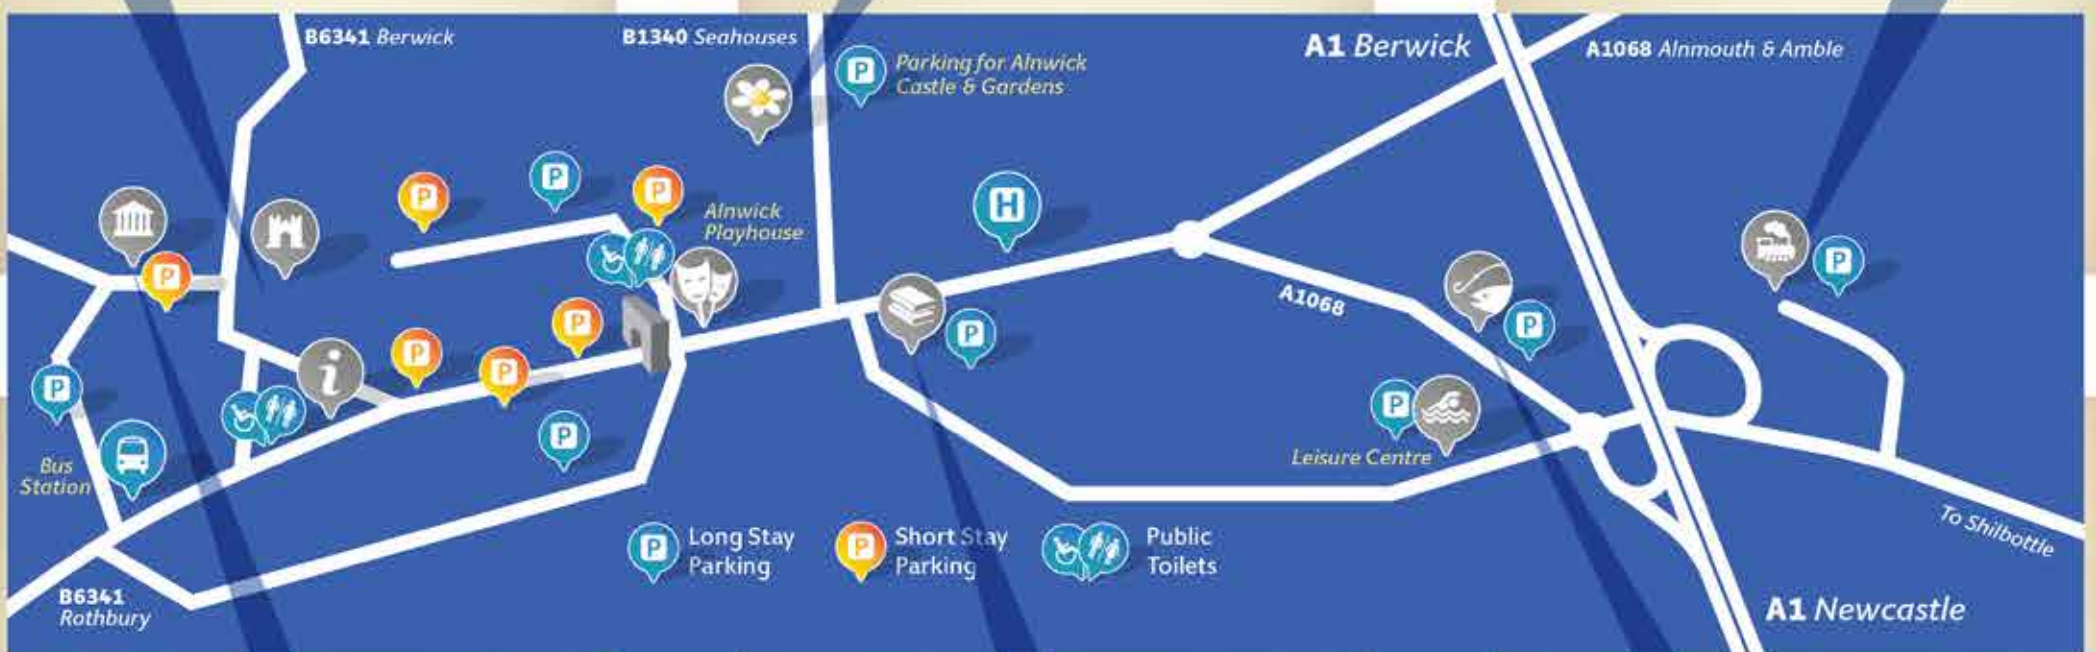 B6341 Berwick
B1340 Seahouses
A1 Berwick
A1068 Alnmouth & Amble
Parking for Alnwick
Castle & Gardens
P
P
P
P
H
Alnwick
Playhouse
P
P
A1068
P
P
i
P
P
P
P
P
P
Leisure Centre
Bus
Station
P
Long Stay
Parking
P
Short Stay
Parking
Public
Toilets
To Shilbottle
B6341
Rothbury
A1 Newcastle